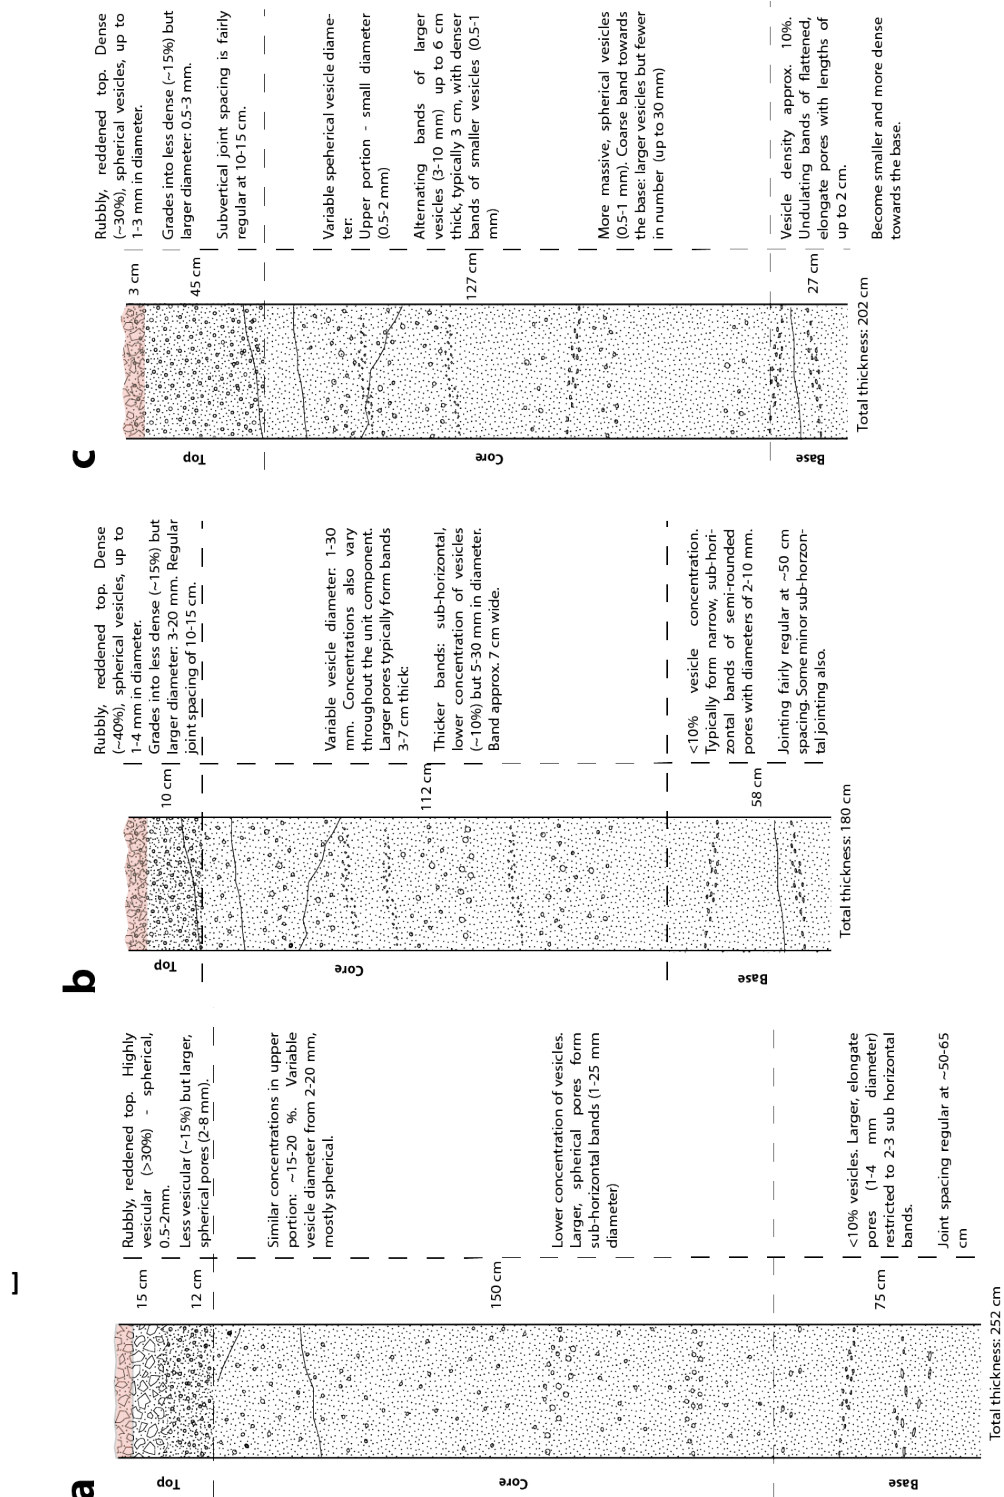 ]
a
Top
Core
Base
15 cm
12 cm
150 cm
75 cm
Total thickness: 252 cm
Rubbly, reddened top. Highly
vesicular (>30%) - spherical,
0.5-2mm.
Less vesicular (~15%) but larger,
spherical pores (2-8 mm).
Similar concentrations in upper
portion: ~15-20 %. Variable
vesicle diameter from 2-20 mm,
mostly spherical.
Lower concentration of vesicles.
Larger, spherical pores form
sub-horizontal bands (1-25 mm
diameter)
<10% vesicles. Larger, elongate
pores (1-4 mm diameter)
restricted to 2-3 sub horizontal
bands.
Joint spacing regular at ~50-65
cm
b
Top
Core
Base
10 cm
112 cm
58 cm
Total thickness: 180 cm
Rubbly, reddened top. Dense
(~40%), spherical vesicles, up to
1-4 mm in diameter.
Grades into less dense (~15%) but
larger diameter: 3-20 mm. Regular
joint spacing of 10-15 cm.
Variable vesicle diameter: 1-30
mm. Concentrations also vary
throughout the unit component.
Larger pores typically form bands
3-7 cm thick:
Thicker bands: sub-horizontal,
lower concentration of vesicles
(~10%) but 5-30 mm in diameter.
Band approx. 7 cm wide.
<10% vesicle concentration.
Typically form narrow, sub-hori-
zontal bands of semi-rounded
pores with diameters of 2-10 mm.
Jointing fairly regular at ~50 cm
spacing. Some minor sub-horzon-
tal jointing also.
c
Top
Core
Base
3 cm
45 cm
127 cm
27 cm
Total thickness: 202 cm
Rubbly, reddened top. Dense
(~30%), spherical vesicles, up to
1-3 mm in diameter.
Grades into less dense (~15%) but
larger diameter: 0.5-3 mm.
Subvertical joint spacing is fairly
regular at 10-15 cm.
Variable speherical vesicle diame-
ter:
Upper portion - small diameter
(0.5-2 mm)
Alternating bands of larger
vesicles (3-10 mm) up to 6 cm
thick, typically 3 cm, with denser
bands of smaller vesicles (0.5-1
mm)
More massive, spherical vesicles
(0.5-1 mm). Coarse band towards
the base: larger vesicles but fewer
in number (up to 30 mm)
Vesicle density approx. 10%.
Undulating bands of flattened,
elongate pores with lengths of
up to 2 cm.
Become smaller and more dense
towards the base.